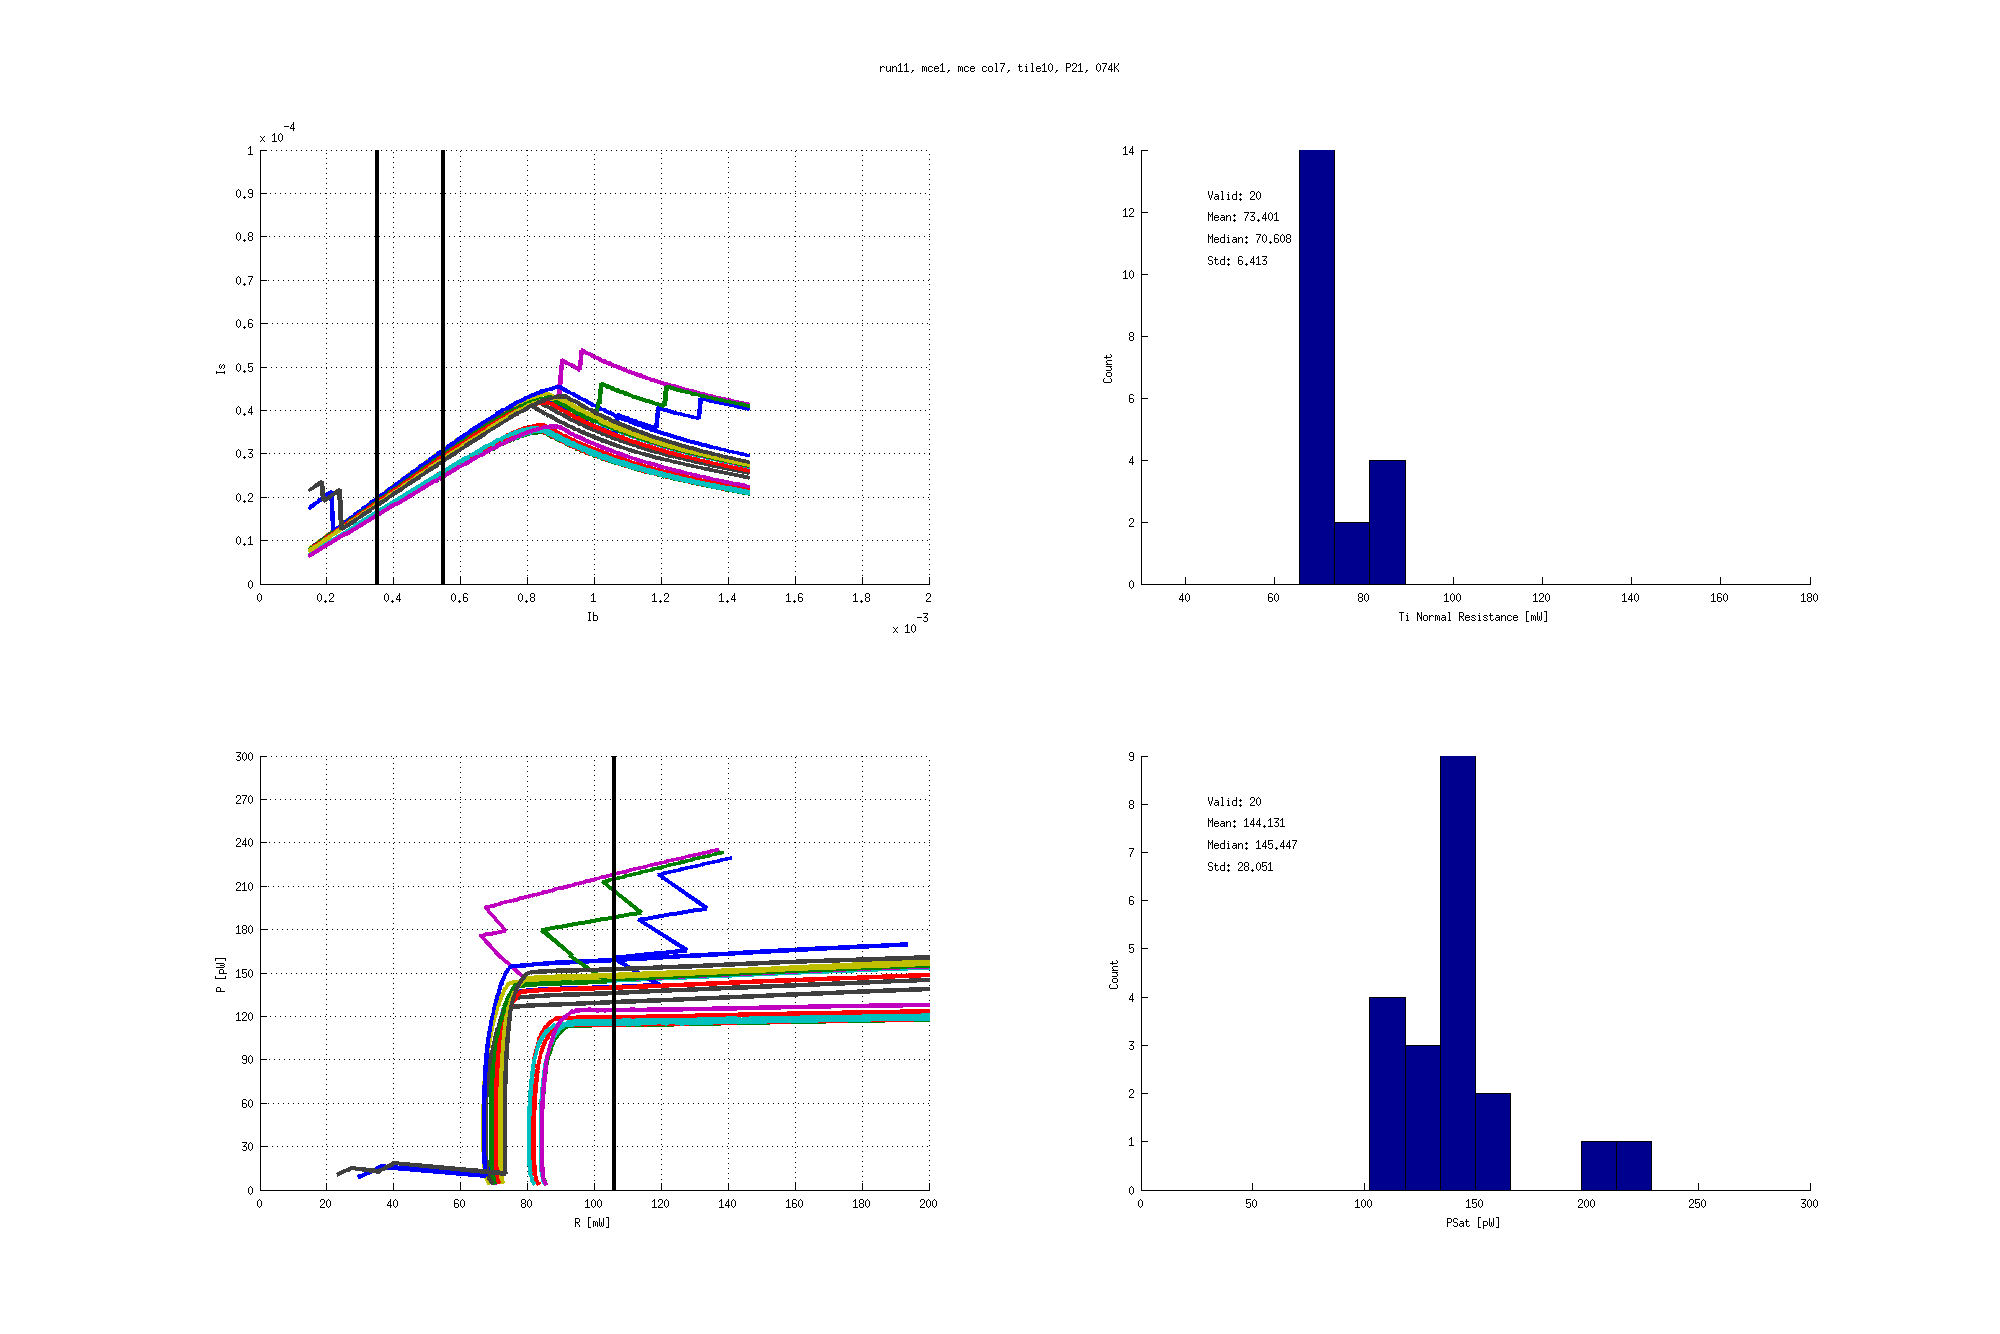 run11, mce1, mce col7, tile10, P21, 074K
x 10
-4
1
0.9
0.8
0.7
0.6
0.5
0.4
0.3
0.2
0.1
0
Is
0 0.2 0.4 0.6 0.8 1 1.2 1.4 1.6 1.8 2
Ib
x 10
-3
14
12
10
8
6
4
2
0
Count
Valid: 20
Mean: 73.401
Median: 70.608
Std: 6.413
40 60 80 100 120 140 160 180
Ti Normal Resistance [mW]
300
270
240
210
180
150
120
90
60
30
0
P [pW]
0 20 40 60 80 100 120 140 160 180 200
R [mW]
9
8
7
6
5
4
3
2
1
0
Count
Valid: 20
Mean: 144.131
Median: 145.447
Std: 28.051
0 50 100 150 200 250 300
PSat [pW]